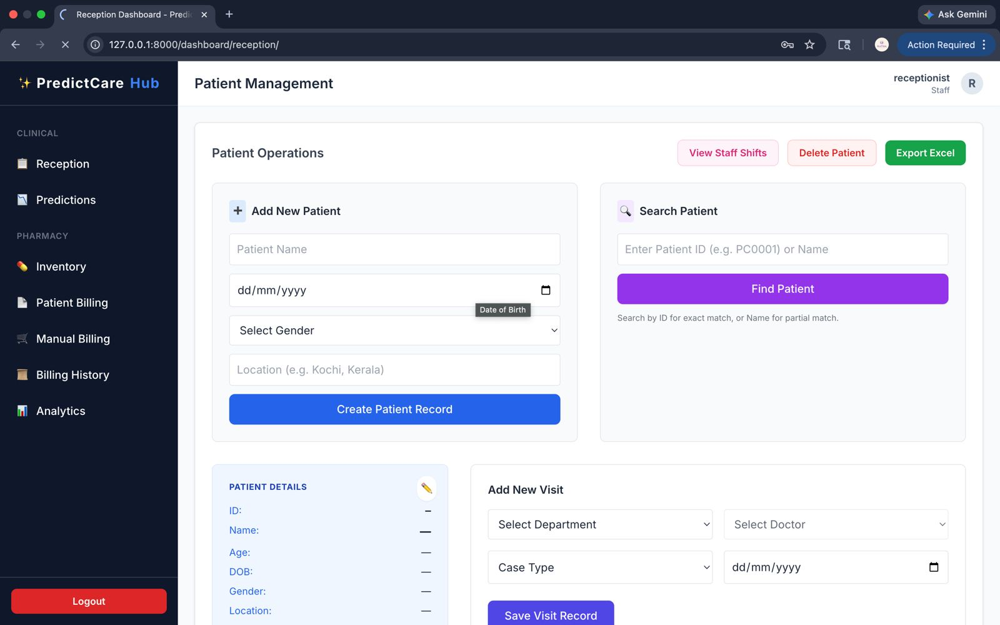 Reception Dashboard - Predi
Ask Gemini
127.0.0.1:8000/dashboard/reception/
Action Required
PredictCare Hub
Patient Management
receptionist
Staff
R
CLINICAL
Reception
Predictions
PHARMACY
Inventory
Patient Billing
Manual Billing
Billing History
Analytics
Logout
Patient Operations
View Staff Shifts
Delete Patient
Export Excel
Add New Patient
Patient Name
dd/mm/yyyy
Date of Birth
Select Gender
Location (e.g. Kochi, Kerala)
Create Patient Record
Search Patient
Enter Patient ID (e.g. PC0001) or Name
Find Patient
Search by ID for exact match, or Name for partial match.
PATIENT DETAILS
ID: –
Name: —
Age: —
DOB: —
Gender: —
Location: —
Add New Visit
Select Department
Select Doctor
Case Type
dd/mm/yyyy
Save Visit Record